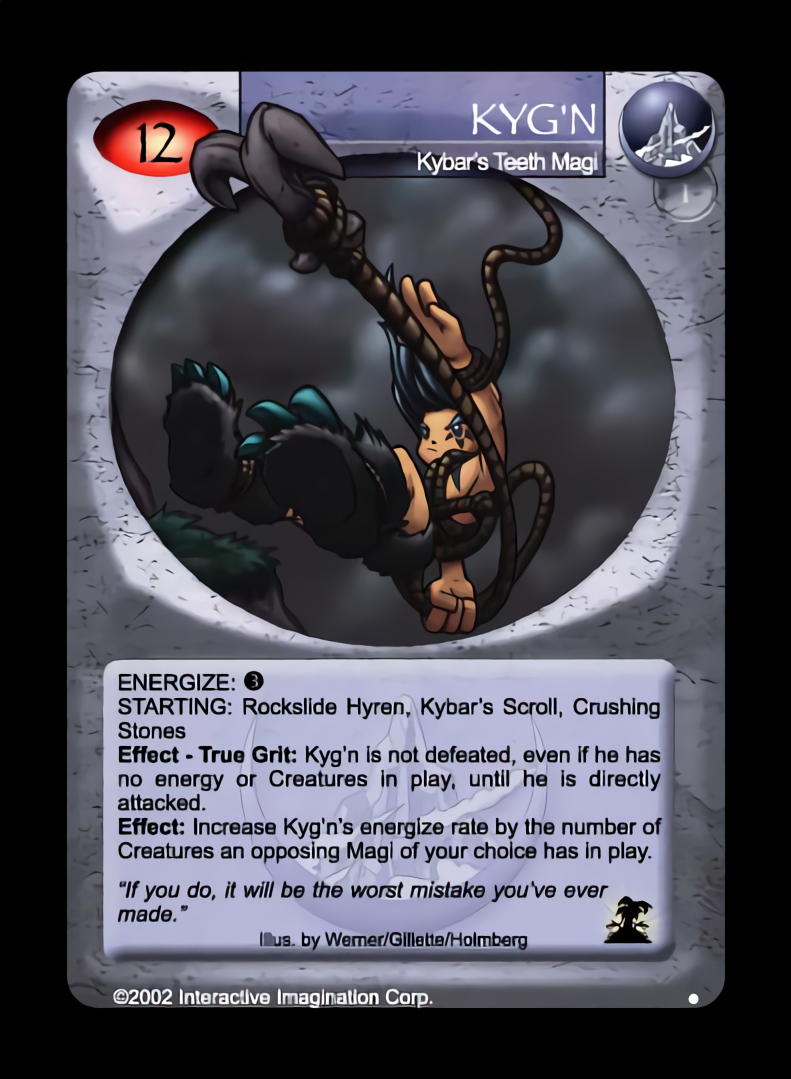 12
KYG'N
Kybar's Teeth Magi
1
ENERGIZE: 3
STARTING: Rockslide Hyren, Kybar's Scroll, Crushing
Stones
Effect - True Grit: Kyg'n is not defeated, even if he has
no energy or Creatures in play, until he is directly
attacked.
Effect: Increase Kyg'n's energize rate by the number of
Creatures an opposing Magi of your choice has in play.
"If you do, it will be the worst mistake you've ever
made."
Illus. by Werner/Gillette/Holmberg
©2002 Interactive Imagination Corp.